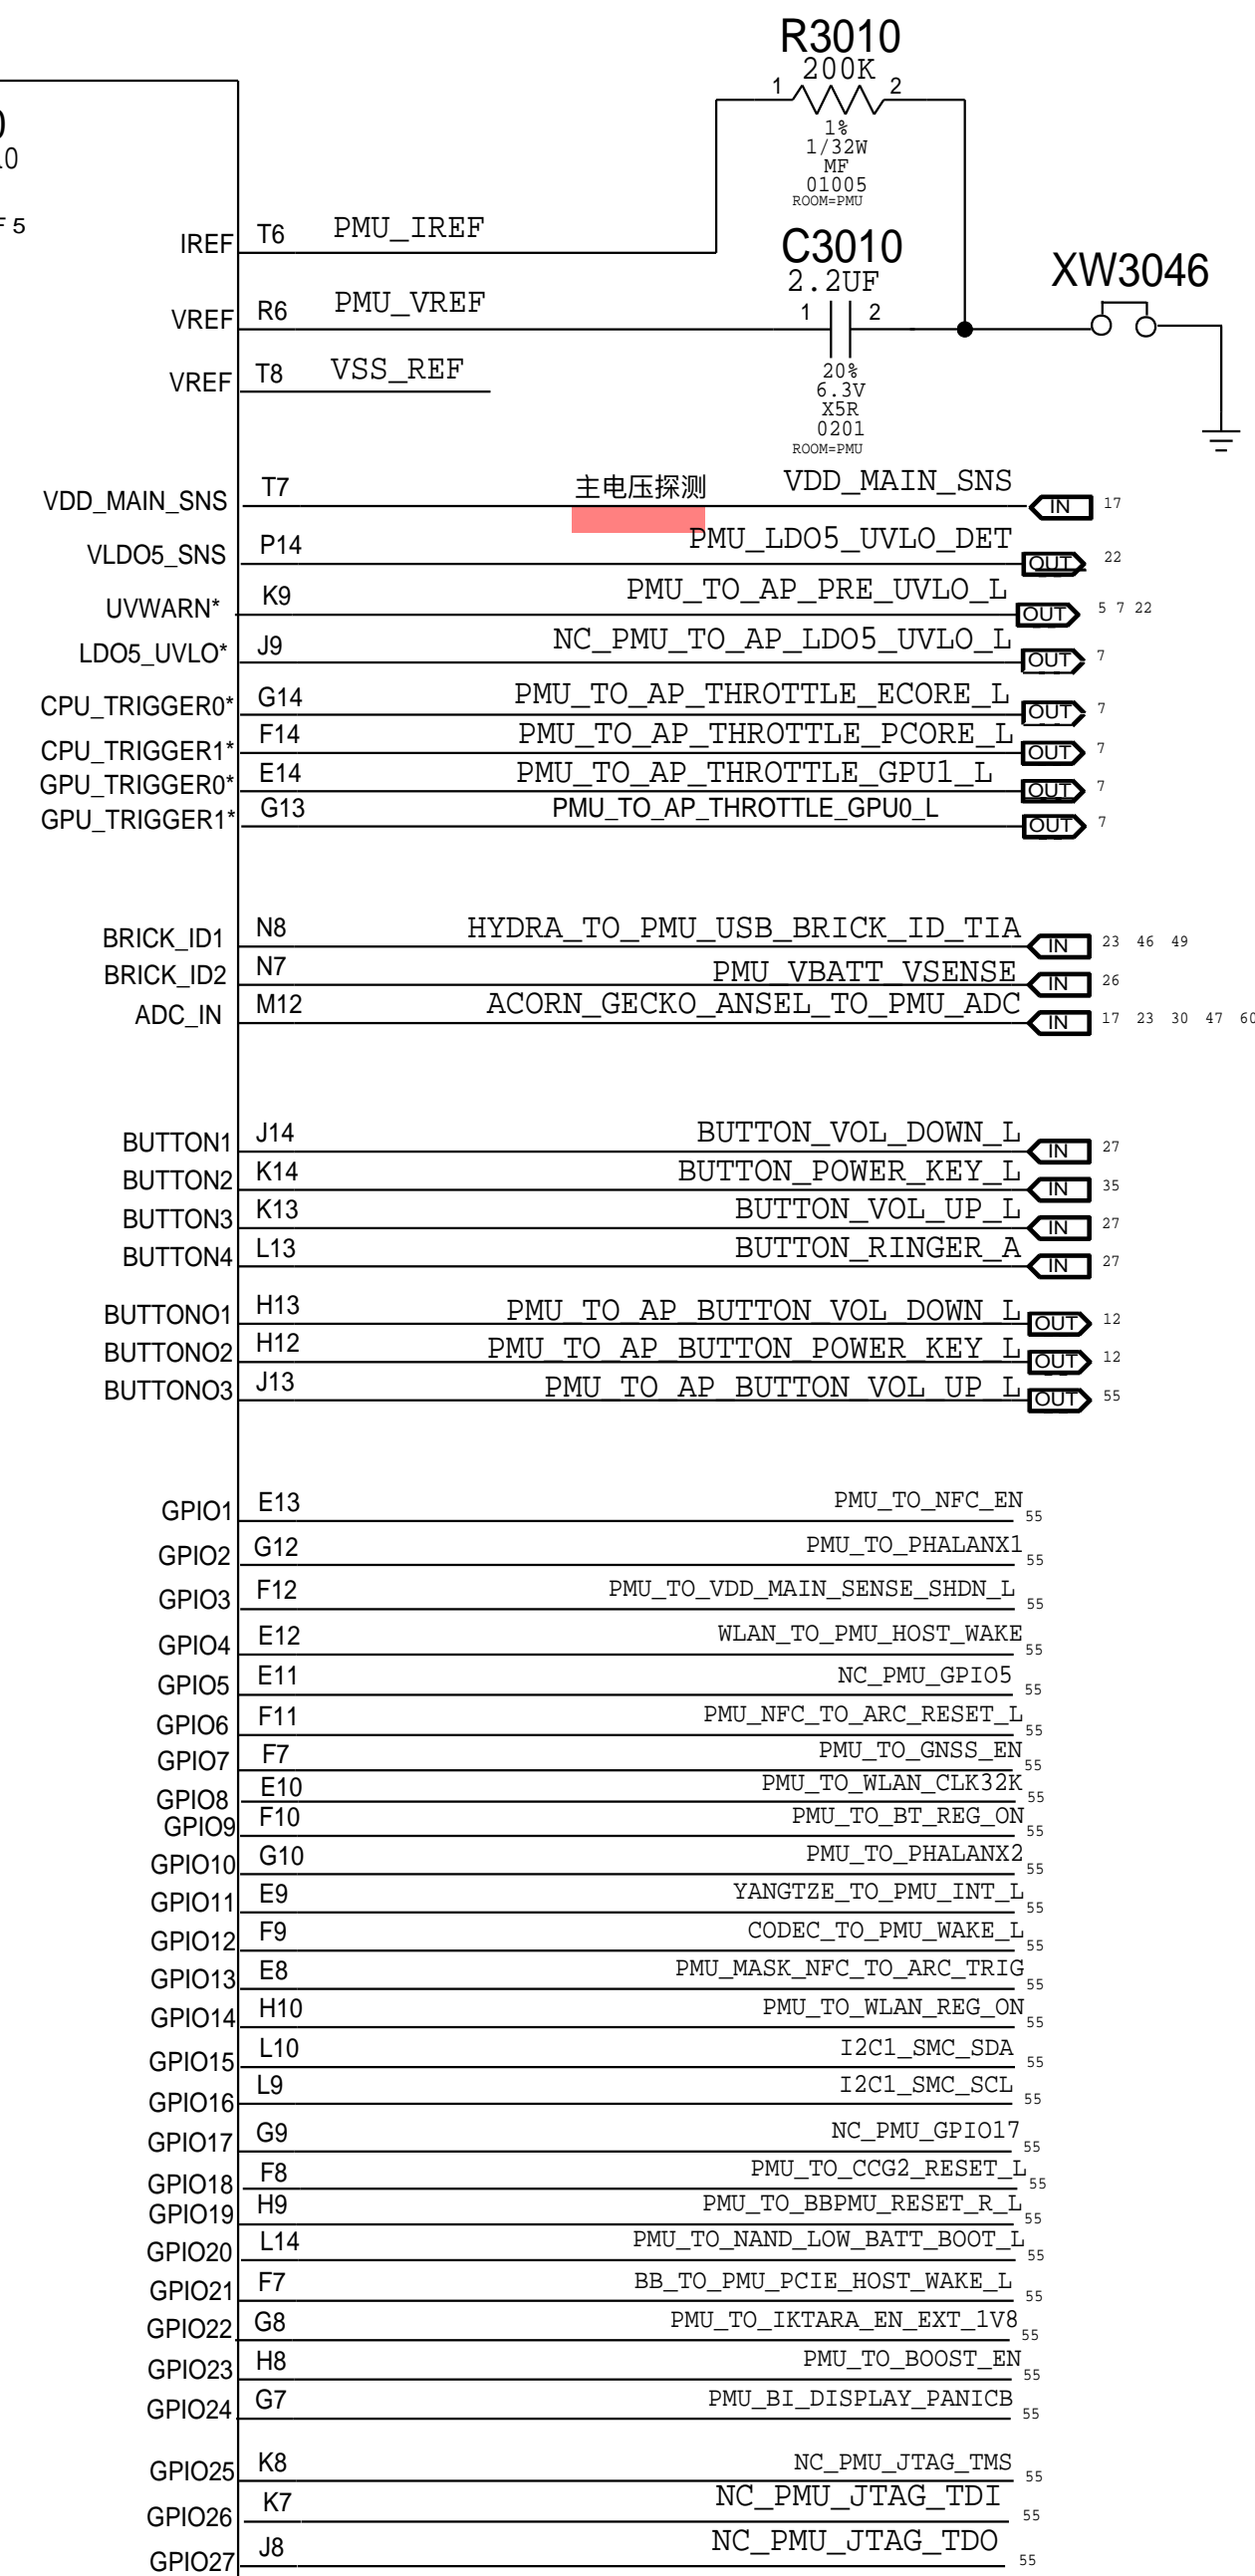 R3010
200K
1 2
1%
1/32W
MF
01005
ROOM=PMU
0
.0
F 5
IREF T6 PMU_IREF
C3010
2.2UF
XW3046
VREF R6 PMU_VREF 1 2
VREF T8 VSS_REF
20%
6.3V
X5R
0201
ROOM=PMU
VDD_MAIN_SNS T7 主电压探测 VDD_MAIN_SNS IN 17
VLDO5_SNS P14 PMU_LDO5_UVLO_DET OUT 22
UVWARN* K9 PMU_TO_AP_PRE_UVLO_L OUT 5 7 22
LDO5_UVLO* J9 NC_PMU_TO_AP_LDO5_UVLO_L OUT 7
CPU_TRIGGER0* G14 PMU_TO_AP_THROTTLE_ECORE_L OUT 7
CPU_TRIGGER1* F14 PMU_TO_AP_THROTTLE_PCORE_L OUT 7
GPU_TRIGGER0* E14 PMU_TO_AP_THROTTLE_GPU1_L OUT 7
GPU_TRIGGER1* G13 PMU_TO_AP_THROTTLE_GPU0_L OUT 7
BRICK_ID1 N8 HYDRA_TO_PMU_USB_BRICK_ID_TIA IN 23 46 49
BRICK_ID2 N7 PMU_VBATT_VSENSE IN 26
ADC_IN M12 ACORN_GECKO_ANSEL_TO_PMU_ADC IN 17 23 30 47 60
BUTTON1 J14 BUTTON_VOL_DOWN_L IN 27
BUTTON2 K14 BUTTON_POWER_KEY_L IN 35
BUTTON3 K13 BUTTON_VOL_UP_L IN 27
BUTTON4 L13 BUTTON_RINGER_A IN 27
BUTTONO1 H13 PMU_TO_AP_BUTTON_VOL_DOWN_L OUT 12
BUTTONO2 H12 PMU_TO_AP_BUTTON_POWER_KEY_L OUT 12
BUTTONO3 J13 PMU_TO_AP_BUTTON_VOL_UP_L OUT 55
GPIO1 E13 PMU_TO_NFC_EN 55
GPIO2 G12 PMU_TO_PHALANX1 55
GPIO3 F12 PMU_TO_VDD_MAIN_SENSE_SHDN_L 55
GPIO4 E12 WLAN_TO_PMU_HOST_WAKE 55
GPIO5 E11 NC_PMU_GPIO5 55
GPIO6 F11 PMU_NFC_TO_ARC_RESET_L 55
GPIO7 F7 PMU_TO_GNSS_EN 55
GPIO8 E10 PMU_TO_WLAN_CLK32K 55
GPIO9 F10 PMU_TO_BT_REG_ON 55
GPIO10 G10 PMU_TO_PHALANX2 55
GPIO11 E9 YANGTZE_TO_PMU_INT_L 55
GPIO12 F9 CODEC_TO_PMU_WAKE_L 55
GPIO13 E8 PMU_MASK_NFC_TO_ARC_TRIG 55
GPIO14 H10 PMU_TO_WLAN_REG_ON 55
GPIO15 L10 I2C1_SMC_SDA 55
GPIO16 L9 I2C1_SMC_SCL 55
GPIO17 G9 NC_PMU_GPIO17 55
GPIO18 F8 PMU_TO_CCG2_RESET_L 55
GPIO19 H9 PMU_TO_BBPMU_RESET_R_L 55
GPIO20 L14 PMU_TO_NAND_LOW_BATT_BOOT_L 55
GPIO21 F7 BB_TO_PMU_PCIE_HOST_WAKE_L 55
GPIO22 G8 PMU_TO_IKTARA_EN_EXT_1V8 55
GPIO23 H8 PMU_TO_BOOST_EN 55
GPIO24 G7 PMU_BI_DISPLAY_PANICB 55
GPIO25 K8 NC_PMU_JTAG_TMS 55
GPIO26 K7 NC_PMU_JTAG_TDI 55
GPIO27 J8 NC_PMU_JTAG_TDO 55